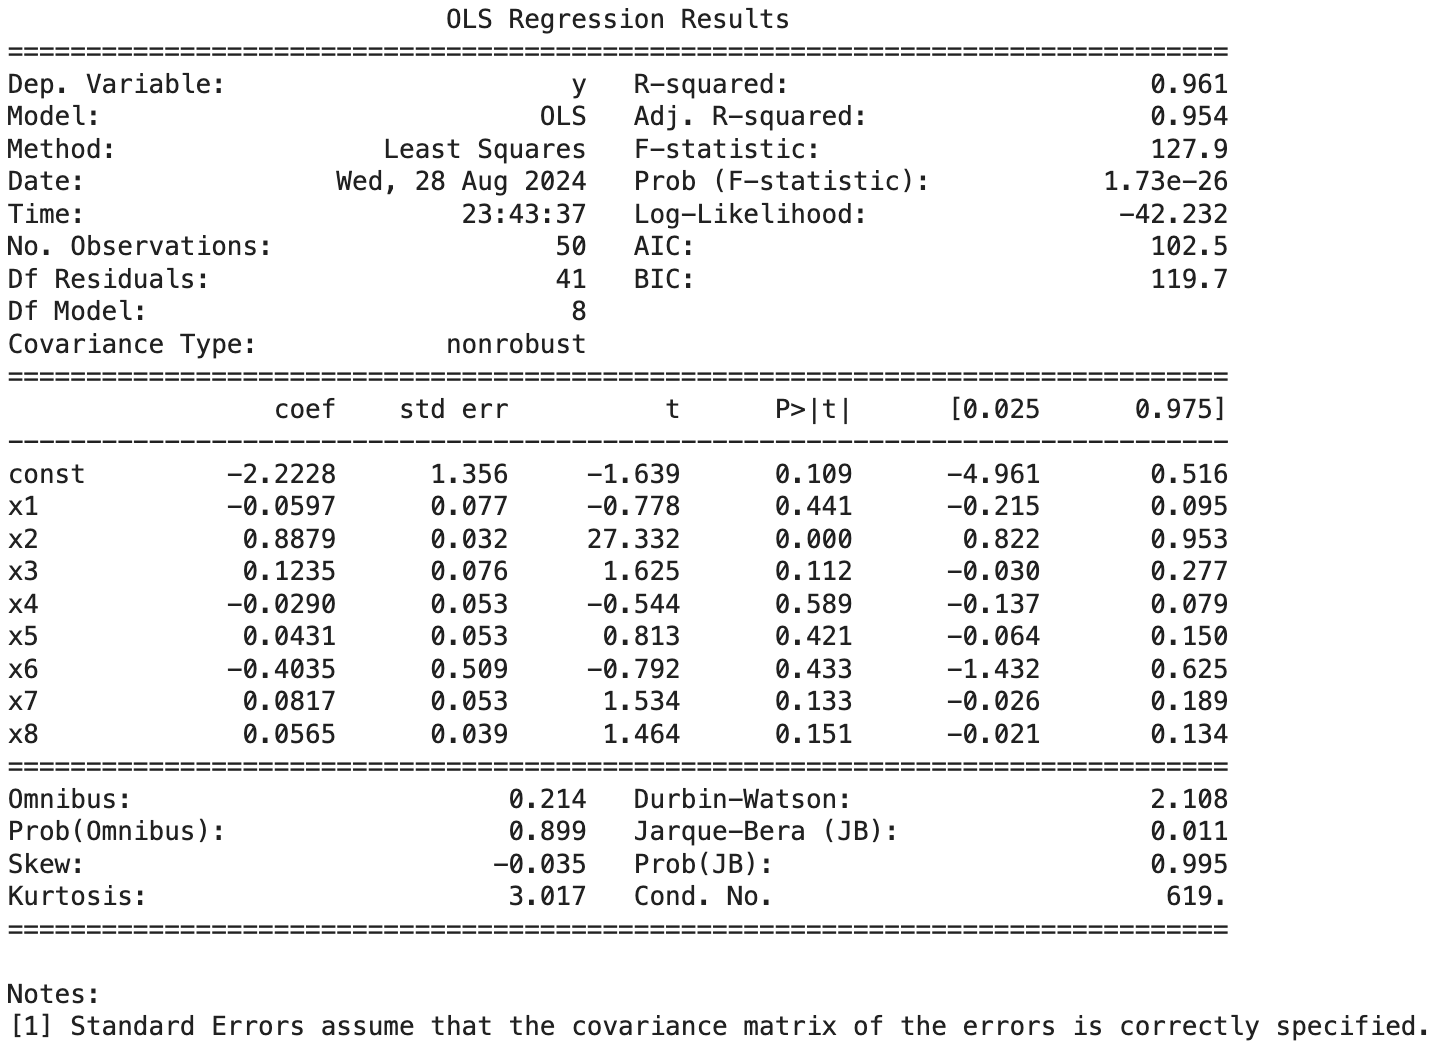 OLS Regression Results
==============================================================================
Dep. Variable:                      y   R-squared:                       0.961
Model:                            OLS   Adj. R-squared:                  0.954
Method:                 Least Squares   F-statistic:                     127.9
Date:                Wed, 28 Aug 2024   Prob (F-statistic):           1.73e-26
Time:                        23:43:37   Log-Likelihood:                -42.232
No. Observations:                  50   AIC:                             102.5
Df Residuals:                      41   BIC:                             119.7
Df Model:                           8
Covariance Type:            nonrobust
==============================================================================
                 coef    std err          t      P>|t|      [0.025      0.975]
------------------------------------------------------------------------------
const         -2.2228      1.356     -1.639      0.109      -4.961       0.516
x1            -0.0597      0.077     -0.778      0.441      -0.215       0.095
x2             0.8879      0.032     27.332      0.000       0.822       0.953
x3             0.1235      0.076      1.625      0.112      -0.030       0.277
x4            -0.0290      0.053     -0.544      0.589      -0.137       0.079
x5             0.0431      0.053      0.813      0.421      -0.064       0.150
x6            -0.4035      0.509     -0.792      0.433      -1.432       0.625
x7             0.0817      0.053      1.534      0.133      -0.026       0.189
x8             0.0565      0.039      1.464      0.151      -0.021       0.134
==============================================================================
Omnibus:                        0.214   Durbin-Watson:                   2.108
Prob(Omnibus):                  0.899   Jarque-Bera (JB):                0.011
Skew:                          -0.035   Prob(JB):                        0.995
Kurtosis:                       3.017   Cond. No.                         619.
==============================================================================
Notes:
[1] Standard Errors assume that the covariance matrix of the errors is correctly specified.